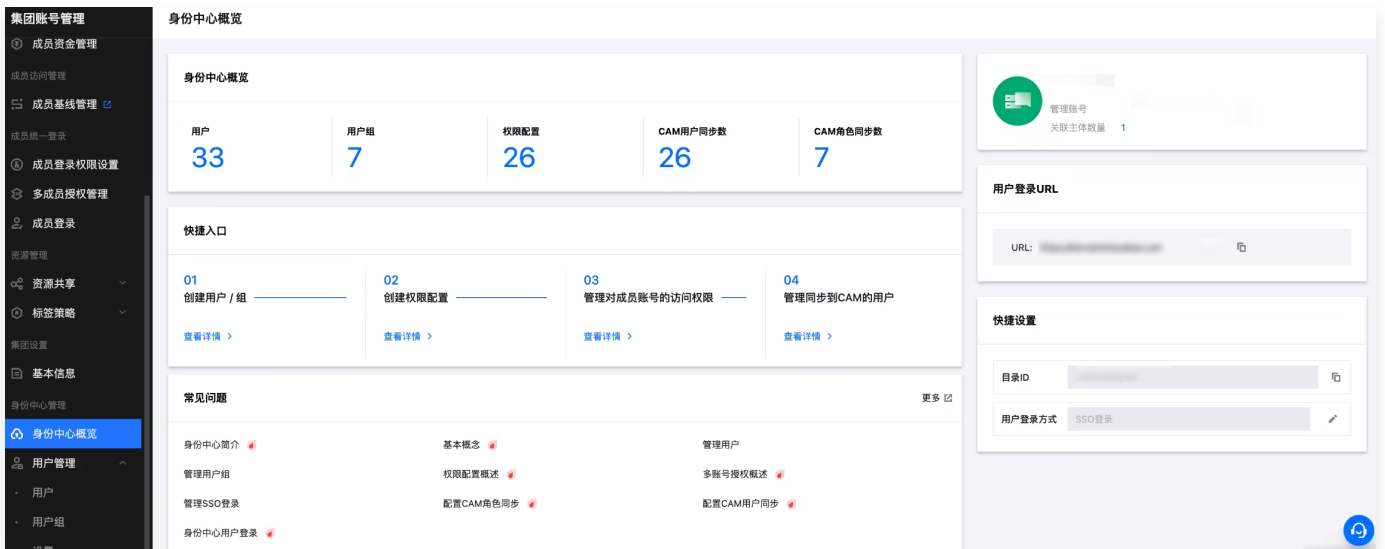 集团账号管理
成员资金管理
成员访问管理
成员基线管理
成员统一登录
成员登录权限设置
多成员授权管理
成员登录
资源管理
资源共享
标签策略
集团设置
基本信息
身份中心管理
身份中心概览
用户管理
用户
用户组
身份中心概览
身份中心概览
用户 用户组 权限配置 CAM用户同步数 CAM角色同步数
33 7 26 26 7
快捷入口
01 02 03 04
创建用户 / 组 创建权限配置 管理对成员账号的访问权限 管理同步到CAM的用户
查看详情 查看详情 查看详情 查看详情
常见问题 更多
身份中心简介 基本概念 管理用户
管理用户组 权限配置概述 多账号授权概述
管理SSO登录 配置CAM角色同步 配置CAM用户同步
身份中心用户登录
管理账号
关联主体数量 1
用户登录URL
URL:
快捷设置
目录ID
用户登录方式 SSO登录